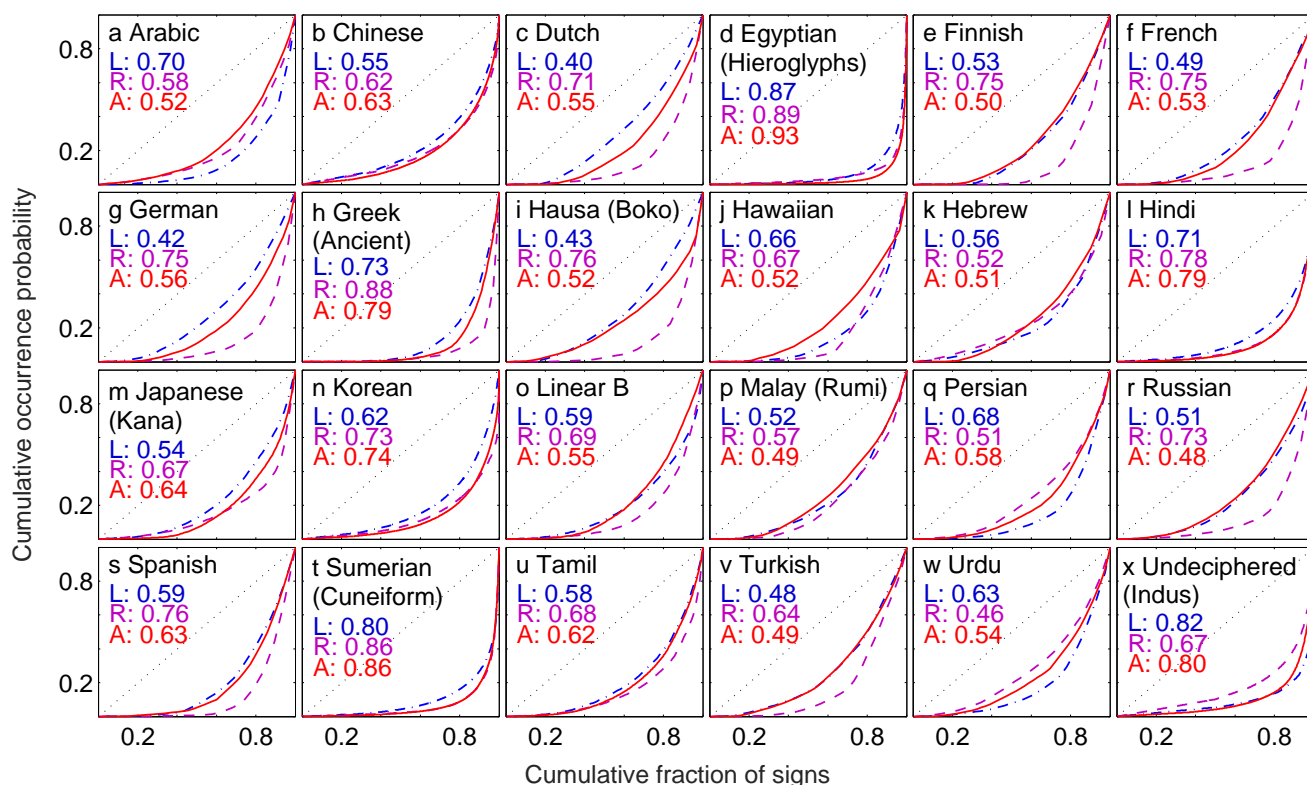 a Arabic
L: 0.70
R: 0.58
A: 0.52
b Chinese
L: 0.55
R: 0.62
A: 0.63
c Dutch
L: 0.40
R: 0.71
A: 0.55
d Egyptian
(Hieroglyphs)
L: 0.87
R: 0.89
A: 0.93
e Finnish
L: 0.53
R: 0.75
A: 0.50
f French
L: 0.49
R: 0.75
A: 0.53
0.8
0.2
g German
L: 0.42
R: 0.75
A: 0.56
h Greek
(Ancient)
L: 0.73
R: 0.88
A: 0.79
i Hausa (Boko)
L: 0.43
R: 0.76
A: 0.52
j Hawaiian
L: 0.66
R: 0.67
A: 0.52
k Hebrew
L: 0.56
R: 0.52
A: 0.51
l Hindi
L: 0.71
R: 0.78
A: 0.79
0.8
0.2
m Japanese
(Kana)
L: 0.54
R: 0.67
A: 0.64
n Korean
L: 0.62
R: 0.73
A: 0.74
o Linear B
L: 0.59
R: 0.69
A: 0.55
p Malay (Rumi)
L: 0.52
R: 0.57
A: 0.49
q Persian
L: 0.68
R: 0.51
A: 0.58
r Russian
L: 0.51
R: 0.73
A: 0.48
0.8
0.2
s Spanish
L: 0.59
R: 0.76
A: 0.63
t Sumerian
(Cuneiform)
L: 0.80
R: 0.86
A: 0.86
u Tamil
L: 0.58
R: 0.68
A: 0.62
v Turkish
L: 0.48
R: 0.64
A: 0.49
w Urdu
L: 0.63
R: 0.46
A: 0.54
x Undeciphered
(Indus)
L: 0.82
R: 0.67
A: 0.80
0.8
0.2
0.2 0.8 0.2 0.8 0.2 0.8 0.2 0.8 0.2 0.8 0.2 0.8
Cumulative occurrence probability
Cumulative fraction of signs